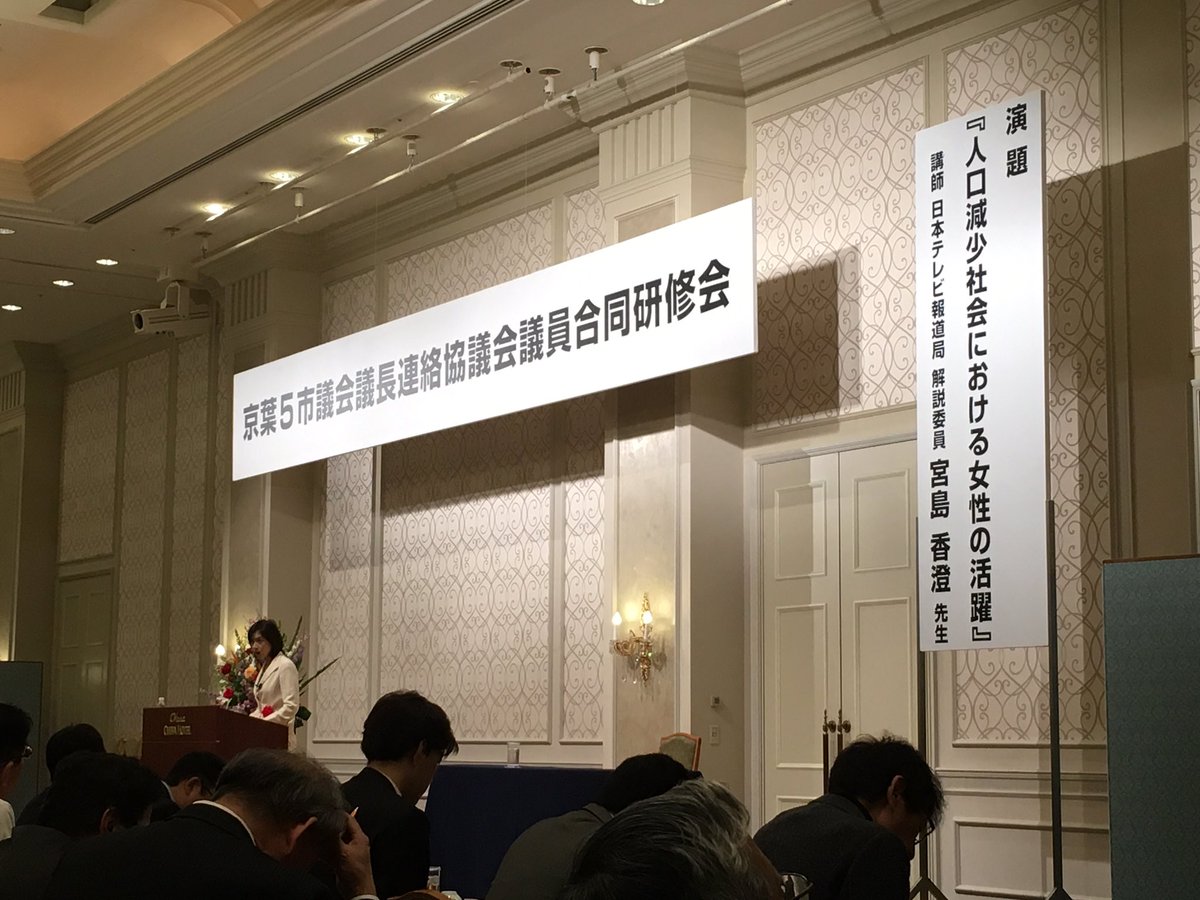 京葉5市議会議長連絡協議会議員合同研修会
演題
『人口減少社会における女性の活躍』
講師 日本テレビ報道局 解説委員 宮島 香澄 先生